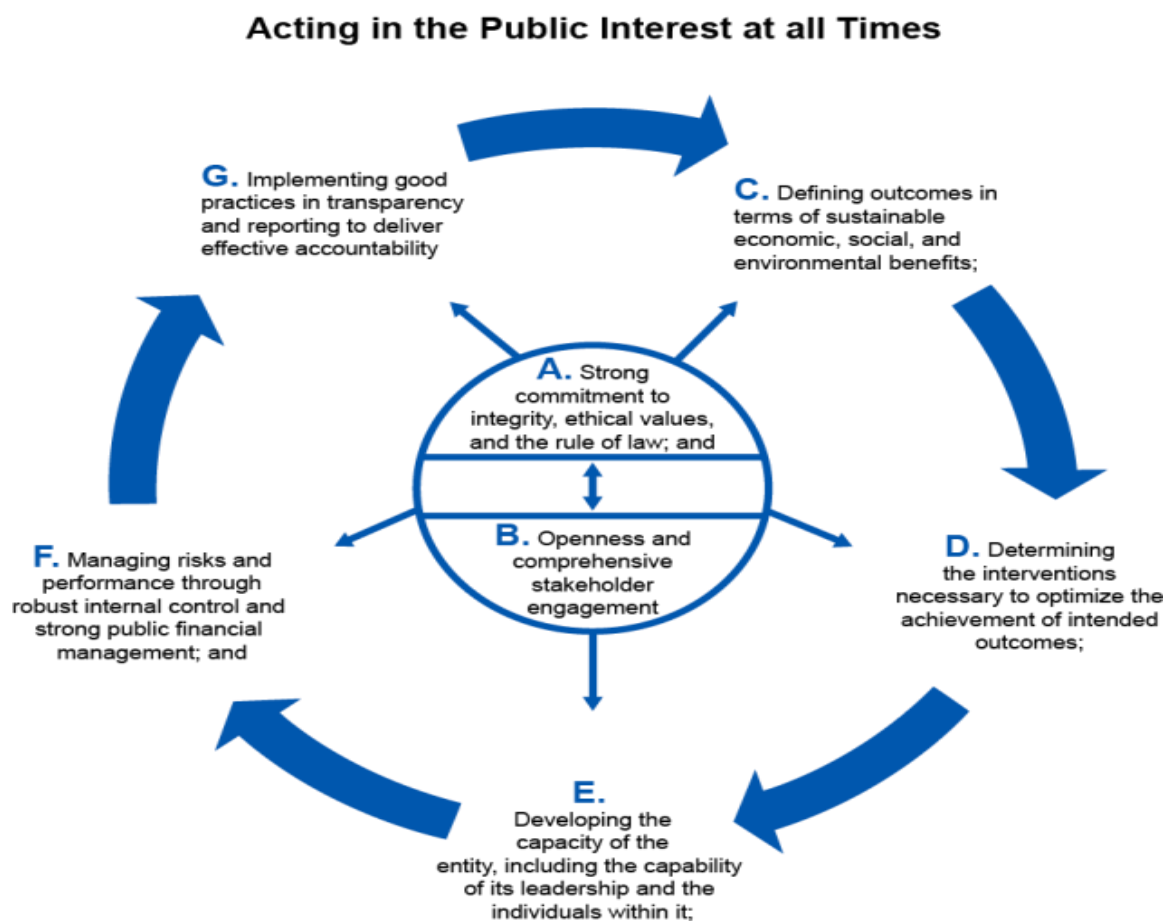 Acting in the Public Interest at all Times
A. Strong
commitment to
integrity, ethical values,
and the rule of law; and
B. Openness and
comprehensive
stakeholder
engagement
C. Defining outcomes in
terms of sustainable
economic, social, and
environmental benefits;
D. Determining
the interventions
necessary to optimize the
achievement of intended
outcomes;
E.
Developing the
capacity of the
entity, including the capability
of its leadership and the
individuals within it;
F. Managing risks and
performance through
robust internal control and
strong public financial
management; and
G. Implementing good
practices in transparency
and reporting to deliver
effective accountability